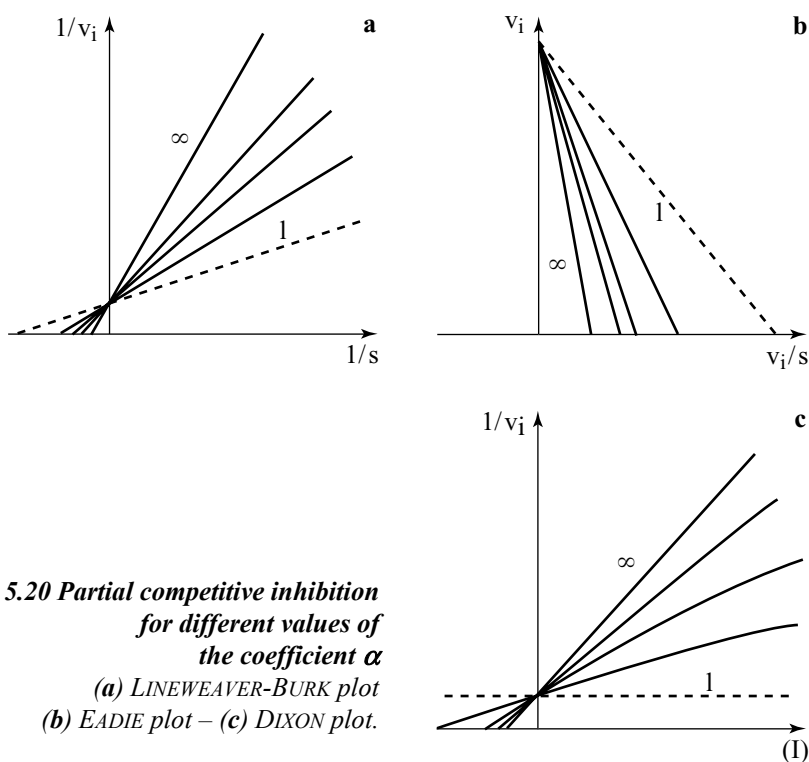 1/vi
a
∞
l
1/s
vi
b
l
∞
vi/s
1/vi
c
∞
l
(I)
5.20 Partial competitive inhibition
for different values of
the coefficient α
(a) LINEWEAVER-BURK plot
(b) EADIE plot – (c) DIXON plot.